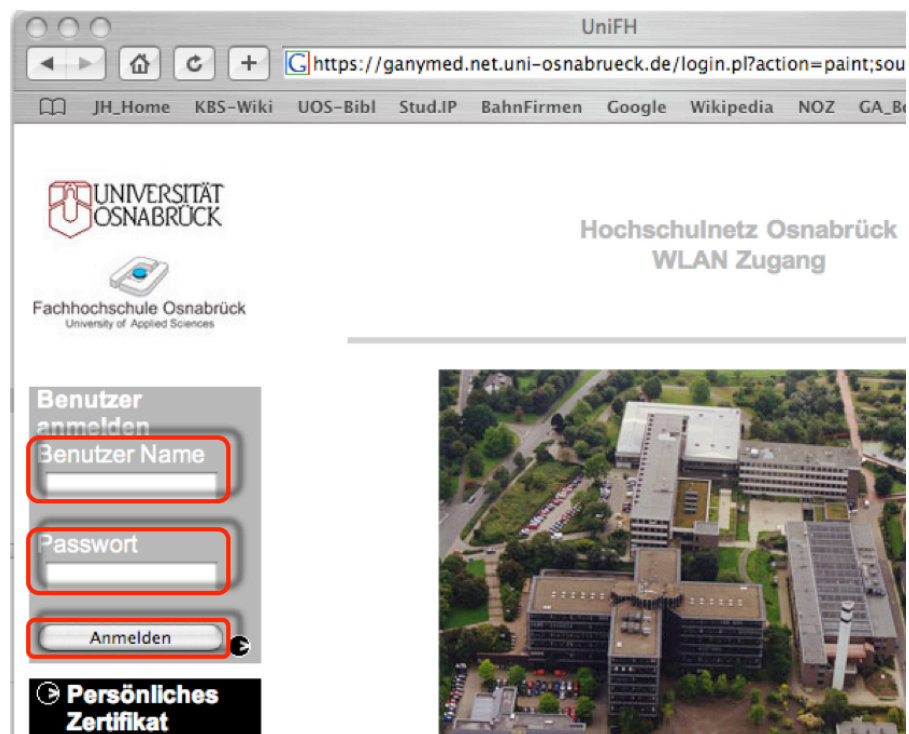 UniFH
https://ganymed.net.uni-osnabrueck.de/login.pl?action=paint;sou
JH_Home KBS-Wiki UOS-Bibl Stud.IP BahnFirmen Google Wikipedia NOZ GA_Be
UNIVERSITÄT
OSNABRÜCK
Hochschulnetz Osnabrück
WLAN Zugang
Fachhochschule Osnabrück
University of Applied Sciences
Benutzer
anmelden
Benutzer Name
Passwort
Anmelden
Persönliches
Zertifikat